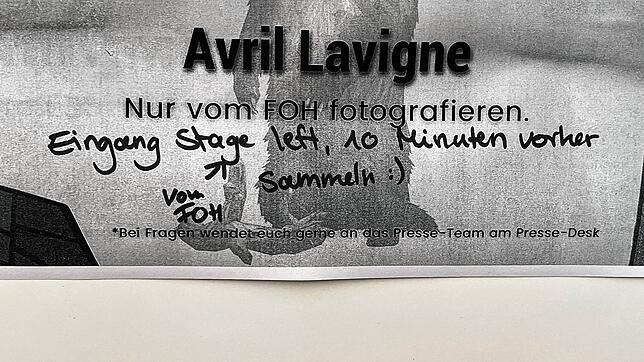 Avril Lavigne
Nur vom FOH fotografieren.
Eingang Stage left, 10 Minuten vorher
sammeln :)
Vom
FOH
*Bei Fragen wendet euch gerne an das Presse-Team am Presse-Desk